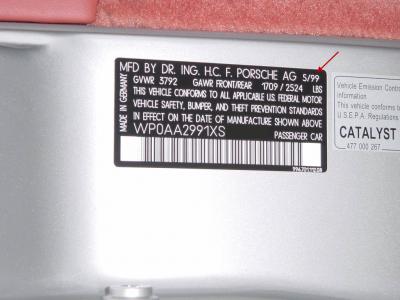 MADE IN GERMANY
MFD BY DR. ING. H.C. F. PORSCHE AG 5/99
GVWR 3792 GAWR FRONT/REAR 1709/2524 LBS
THIS VEHICLE CONFORMS TO ALL APPLICABLE US. FEDERAL MOTOR
VEHICLE SAFETY, BUMPER, AND THEFT PREVENTION STANDARDS
IN EFFECT ON THE DATE OF MANUFACTURE SHOWN ABOVE
WP0AA2991XS
PASSENGER CAR
Vehicle Emission Contr
information
This vehicle conforms to
U.S.E.P.A. Regulations
CATALYST
477 000 267